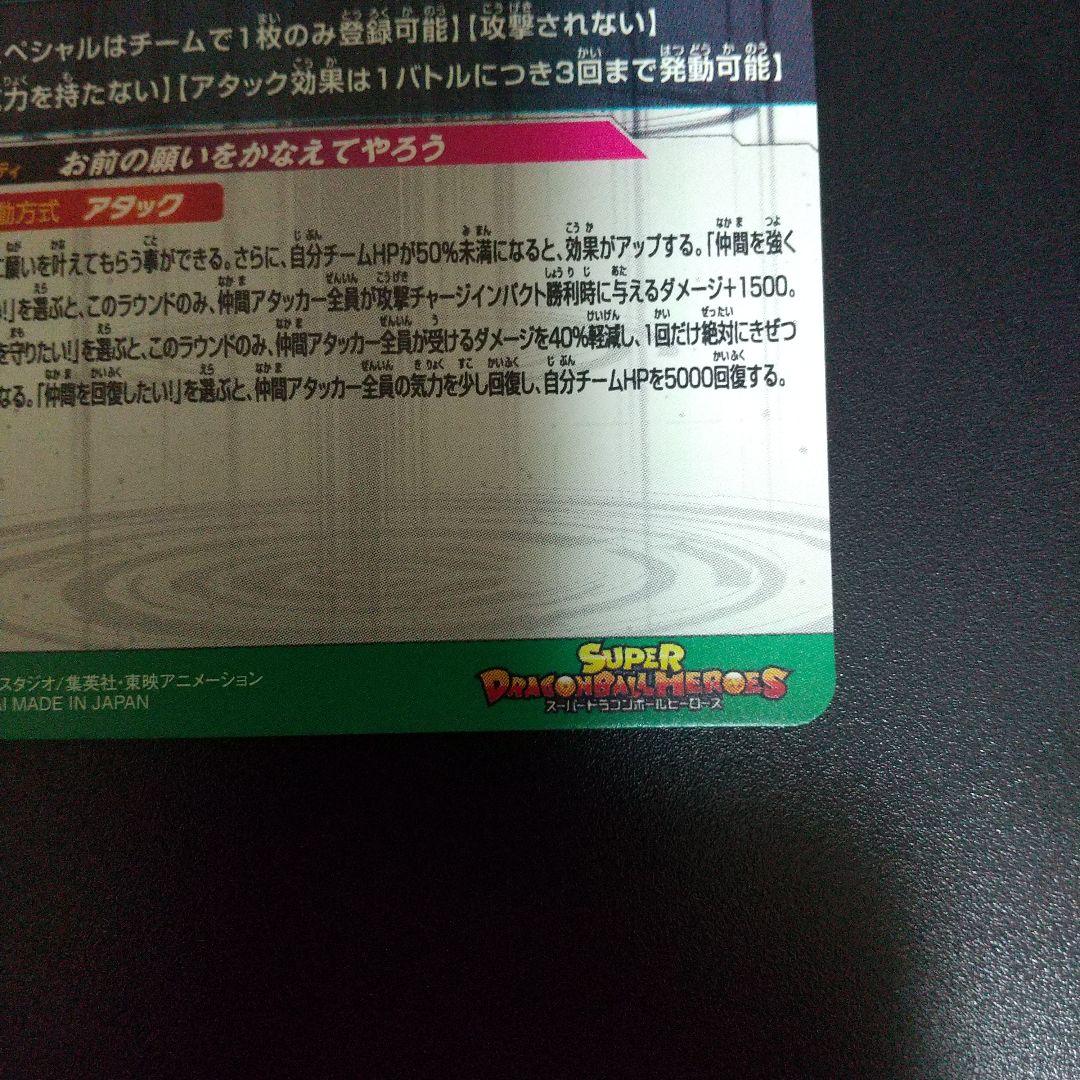 ペシャルはチームで1枚のみ登録可能】【攻撃されない】
力を持たない】【アタック効果は1バトルにつき3回まで発動可能】
ティ お前の願いをかなえてやろう
動方式 アタック
に願いを叶えてもらう事ができる。さらに、自分チームHPが50%未満になると、効果がアップする。「仲間を強く
!」を選ぶと、このラウンドのみ、仲間アタッカー全員が攻撃チャージインパクト勝利時に与えるダメージ+1500。
を守りたい!」を選ぶと、このラウンドのみ、仲間アタッカー全員が受けるダメージを40%軽減し、1回だけ絶対にきぜつ
なる。「仲間を回復したい!」を選ぶと、仲間アタッカー全員の気力を少し回復し、自分チームHPを5000回復する。
スタジオ/集英社・東映アニメーション
AI MADE IN JAPAN
SUPER
DRAGONBALL HEROES
スーパードラゴンボールヒーローズ